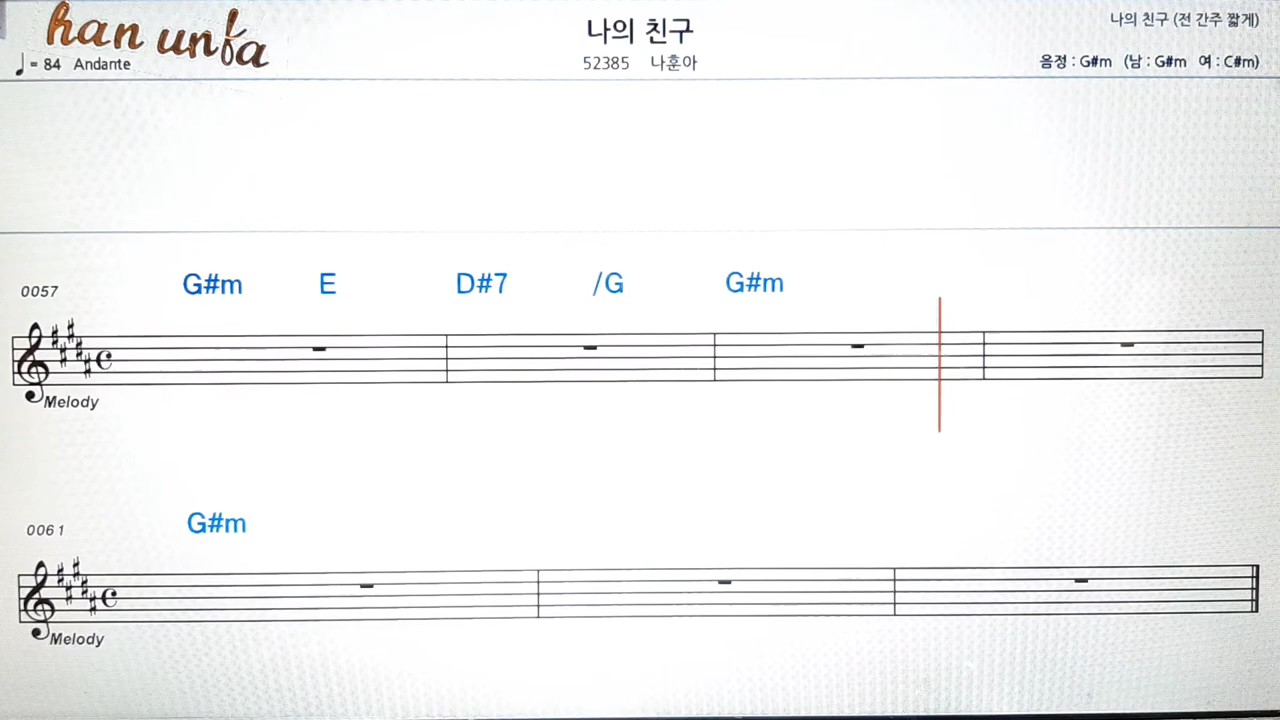 han unfa
나의 친구
나의 친구 (전 간주 짧게)
♩= 84 Andante
52385 나훈아
음정 : G#m (남 : G#m 여 : C#m)
0057
G#m E D#7 /G G#m
Melody
0061
G#m
Melody